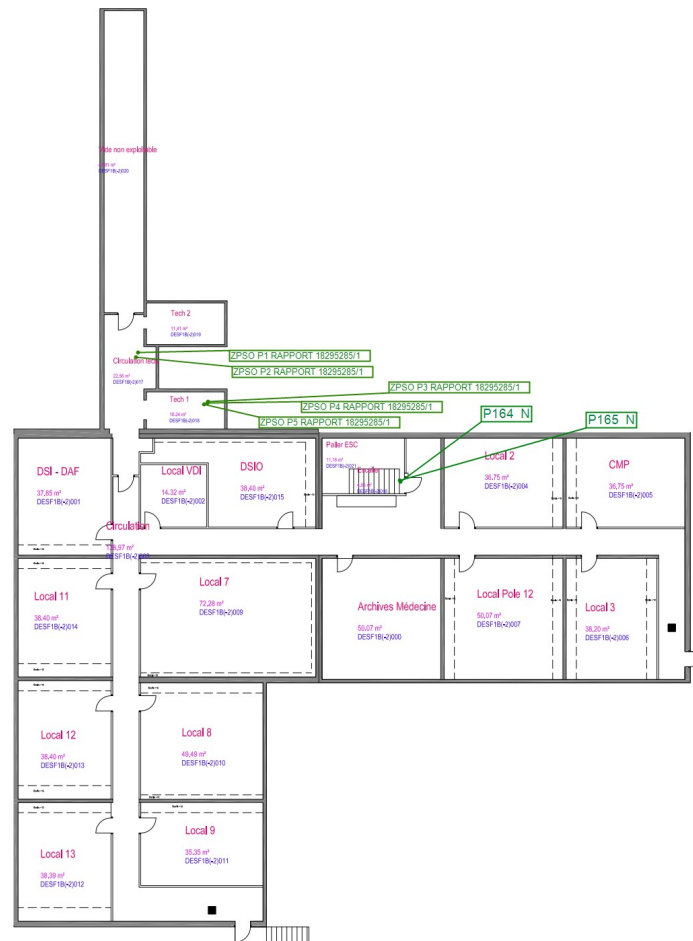 Vide non exploitable
DESF1B(-2)020
Tech 2
11,41 m²
DESF1B(-2)019
ZPSO P1 RAPPORT 18295285/1
Circulation tech
ZPSO P2 RAPPORT 18295285/1
22,56 m²
DESF1B(-2)017
ZPSO P3 RAPPORT 18295285/1
Tech 1
ZPSO P4 RAPPORT 18295285/1
DESF1B(-2)018
ZPSO P5 RAPPORT 18295285/1
P164 N
P165 N
DSI - DAF
37,85 m²
DESF1B(-2)001
Local VDI
14,32 m²
DESF1B(-2)002
DSIO
38,40 m²
DESF1B(-2)015
Palier ESC
11,18 m²
DESF1B(-2)021
Escalier
Local 2
36,75 m²
DESF1B(-2)004
CMP
36,75 m²
DESF1B(-2)005
Circulation
Local 11
38,40 m²
DESF1B(-2)014
Local 7
72,28 m²
DESF1B(-2)009
Archives Médecine
50,07 m²
DESF1B(-2)000
Local Pole 12
50,07 m²
DESF1B(-2)007
Local 3
38,20 m²
DESF1B(-2)006
Local 12
38,40 m²
DESF1B(-2)013
Local 8
49,49 m²
DESF1B(-2)010
Local 13
38,39 m²
DESF1B(-2)012
Local 9
35,35 m²
DESF1B(-2)011